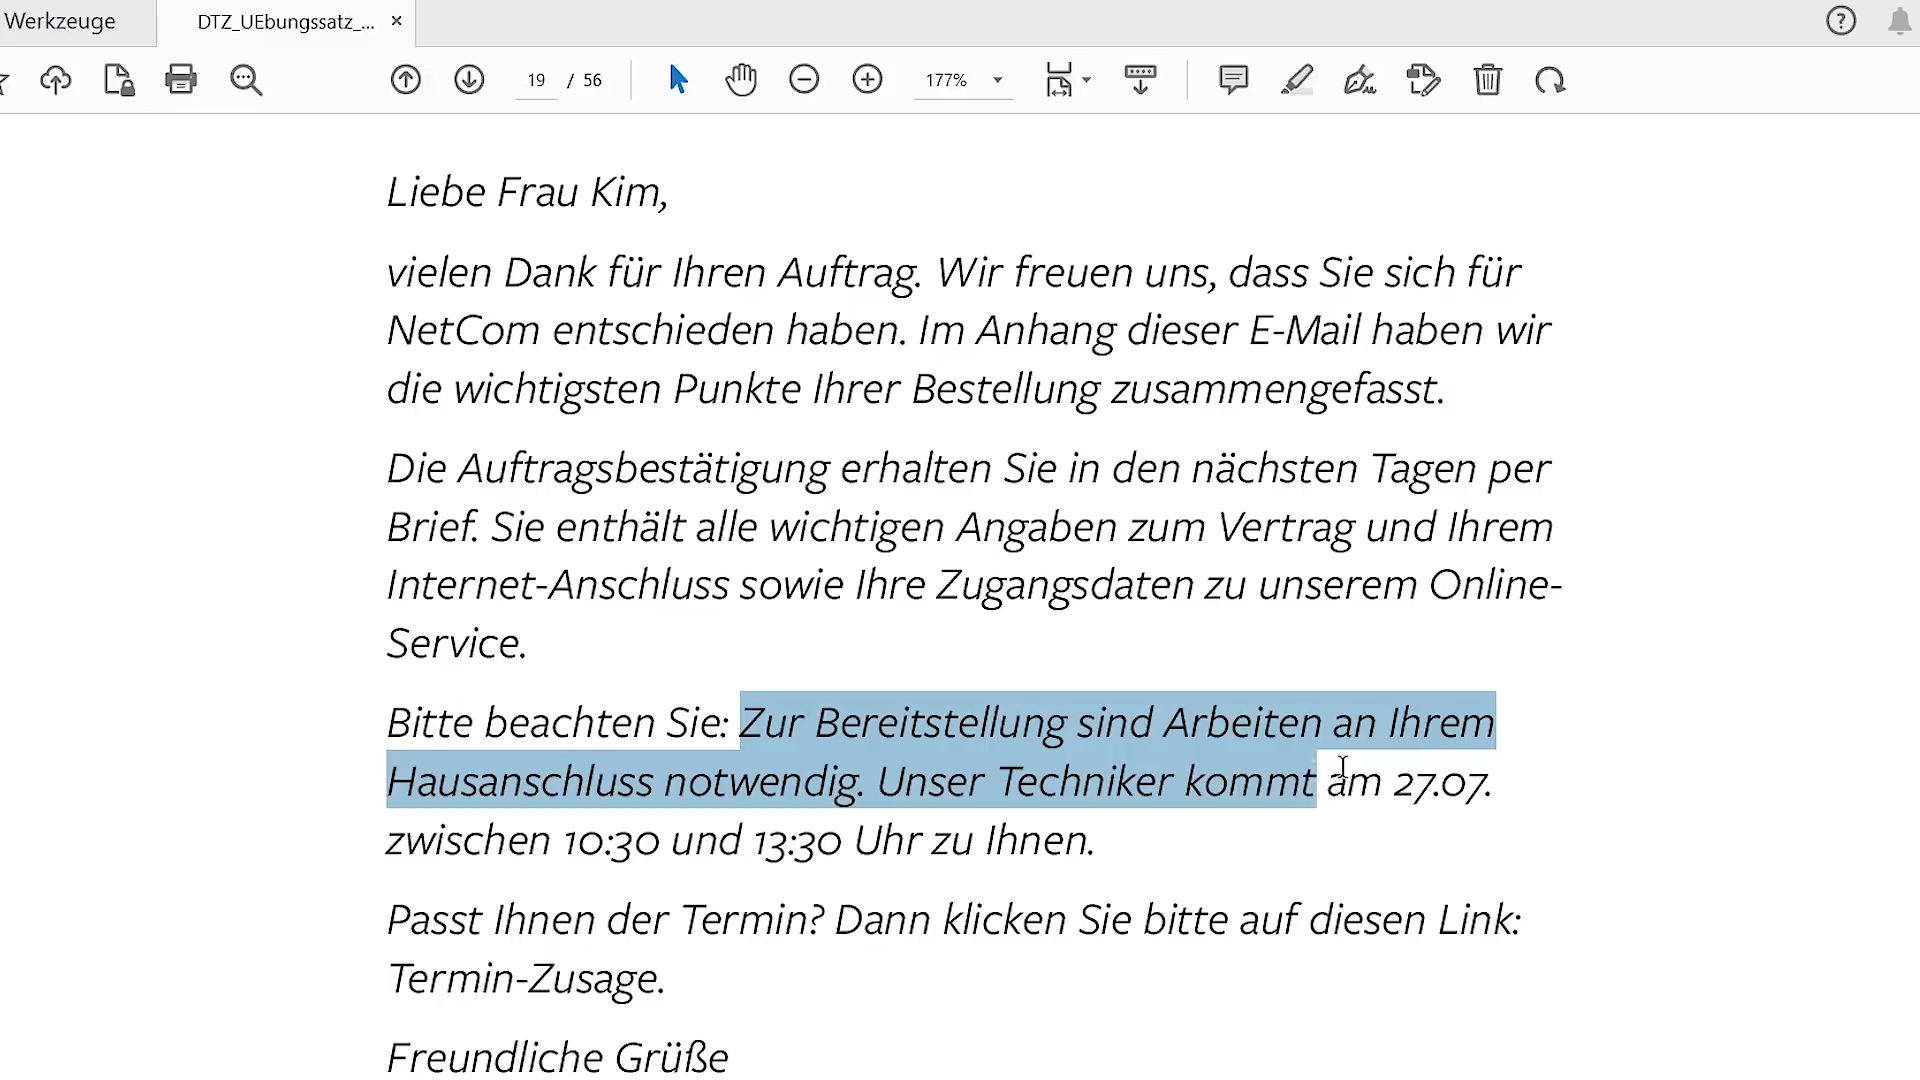 Werkzeuge
DTZ_UEbungssatz_... ×
19 / 56
177%
Liebe Frau Kim,
vielen Dank für Ihren Auftrag. Wir freuen uns, dass Sie sich für
NetCom entschieden haben. Im Anhang dieser E-Mail haben wir
die wichtigsten Punkte Ihrer Bestellung zusammengefasst.
Die Auftragsbestätigung erhalten Sie in den nächsten Tagen per
Brief. Sie enthält alle wichtigen Angaben zum Vertrag und Ihrem
Internet-Anschluss sowie Ihre Zugangsdaten zu unserem Online-
Service.
Bitte beachten Sie: Zur Bereitstellung sind Arbeiten an Ihrem
Hausanschluss notwendig. Unser Techniker kommt am 27.07.
zwischen 10:30 und 13:30 Uhr zu Ihnen.
Passt Ihnen der Termin? Dann klicken Sie bitte auf diesen Link:
Termin-Zusage.
Freundliche Grüße